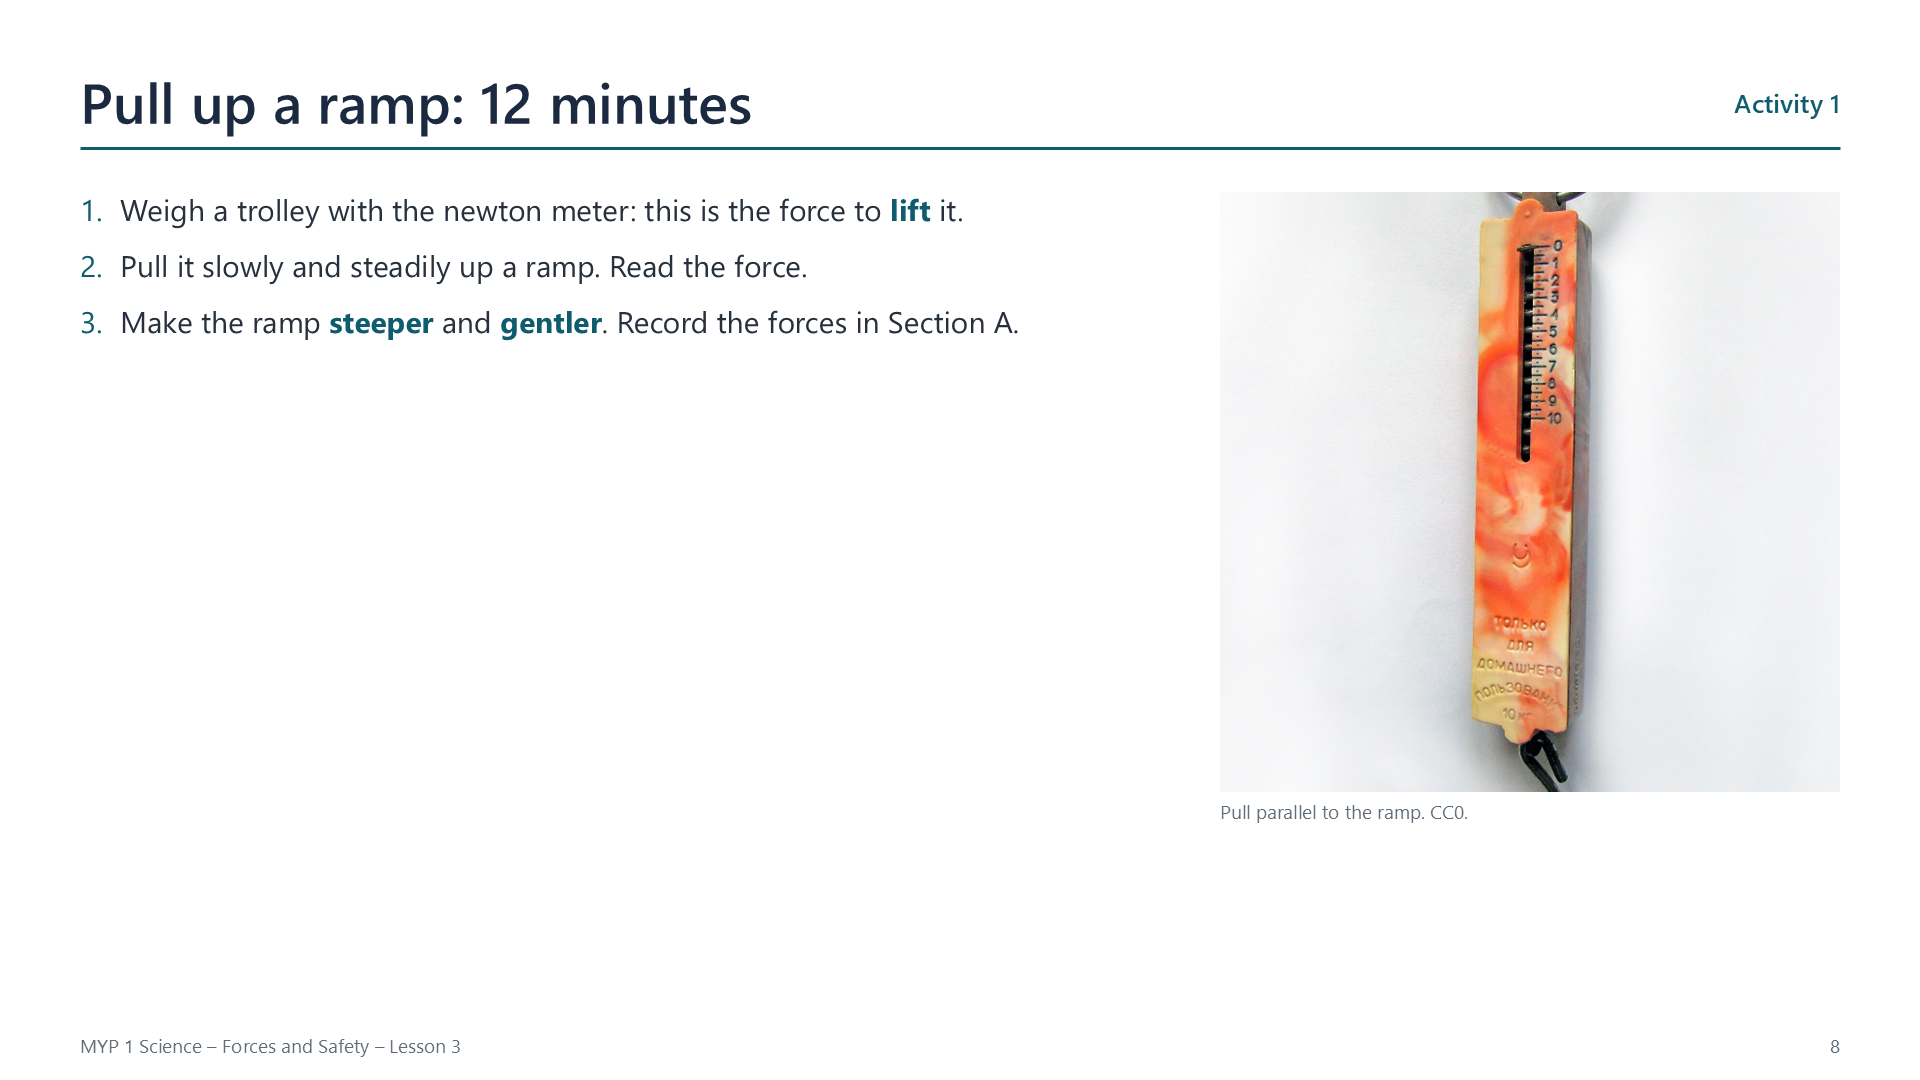 Pull up a ramp: 12 minutes
Activity 1
1. Weigh a trolley with the newton meter: this is the force to lift it.
2. Pull it slowly and steadily up a ramp. Read the force.
3. Make the ramp steeper and gentler. Record the forces in Section A.
0
1
2
3
4
5
6
7
8
9
10
ТОЛЬКО
ДЛЯ
ДОМАШНЕГО
10 кг
Pull parallel to the ramp. CC0.
MYP 1 Science – Forces and Safety – Lesson 3
8